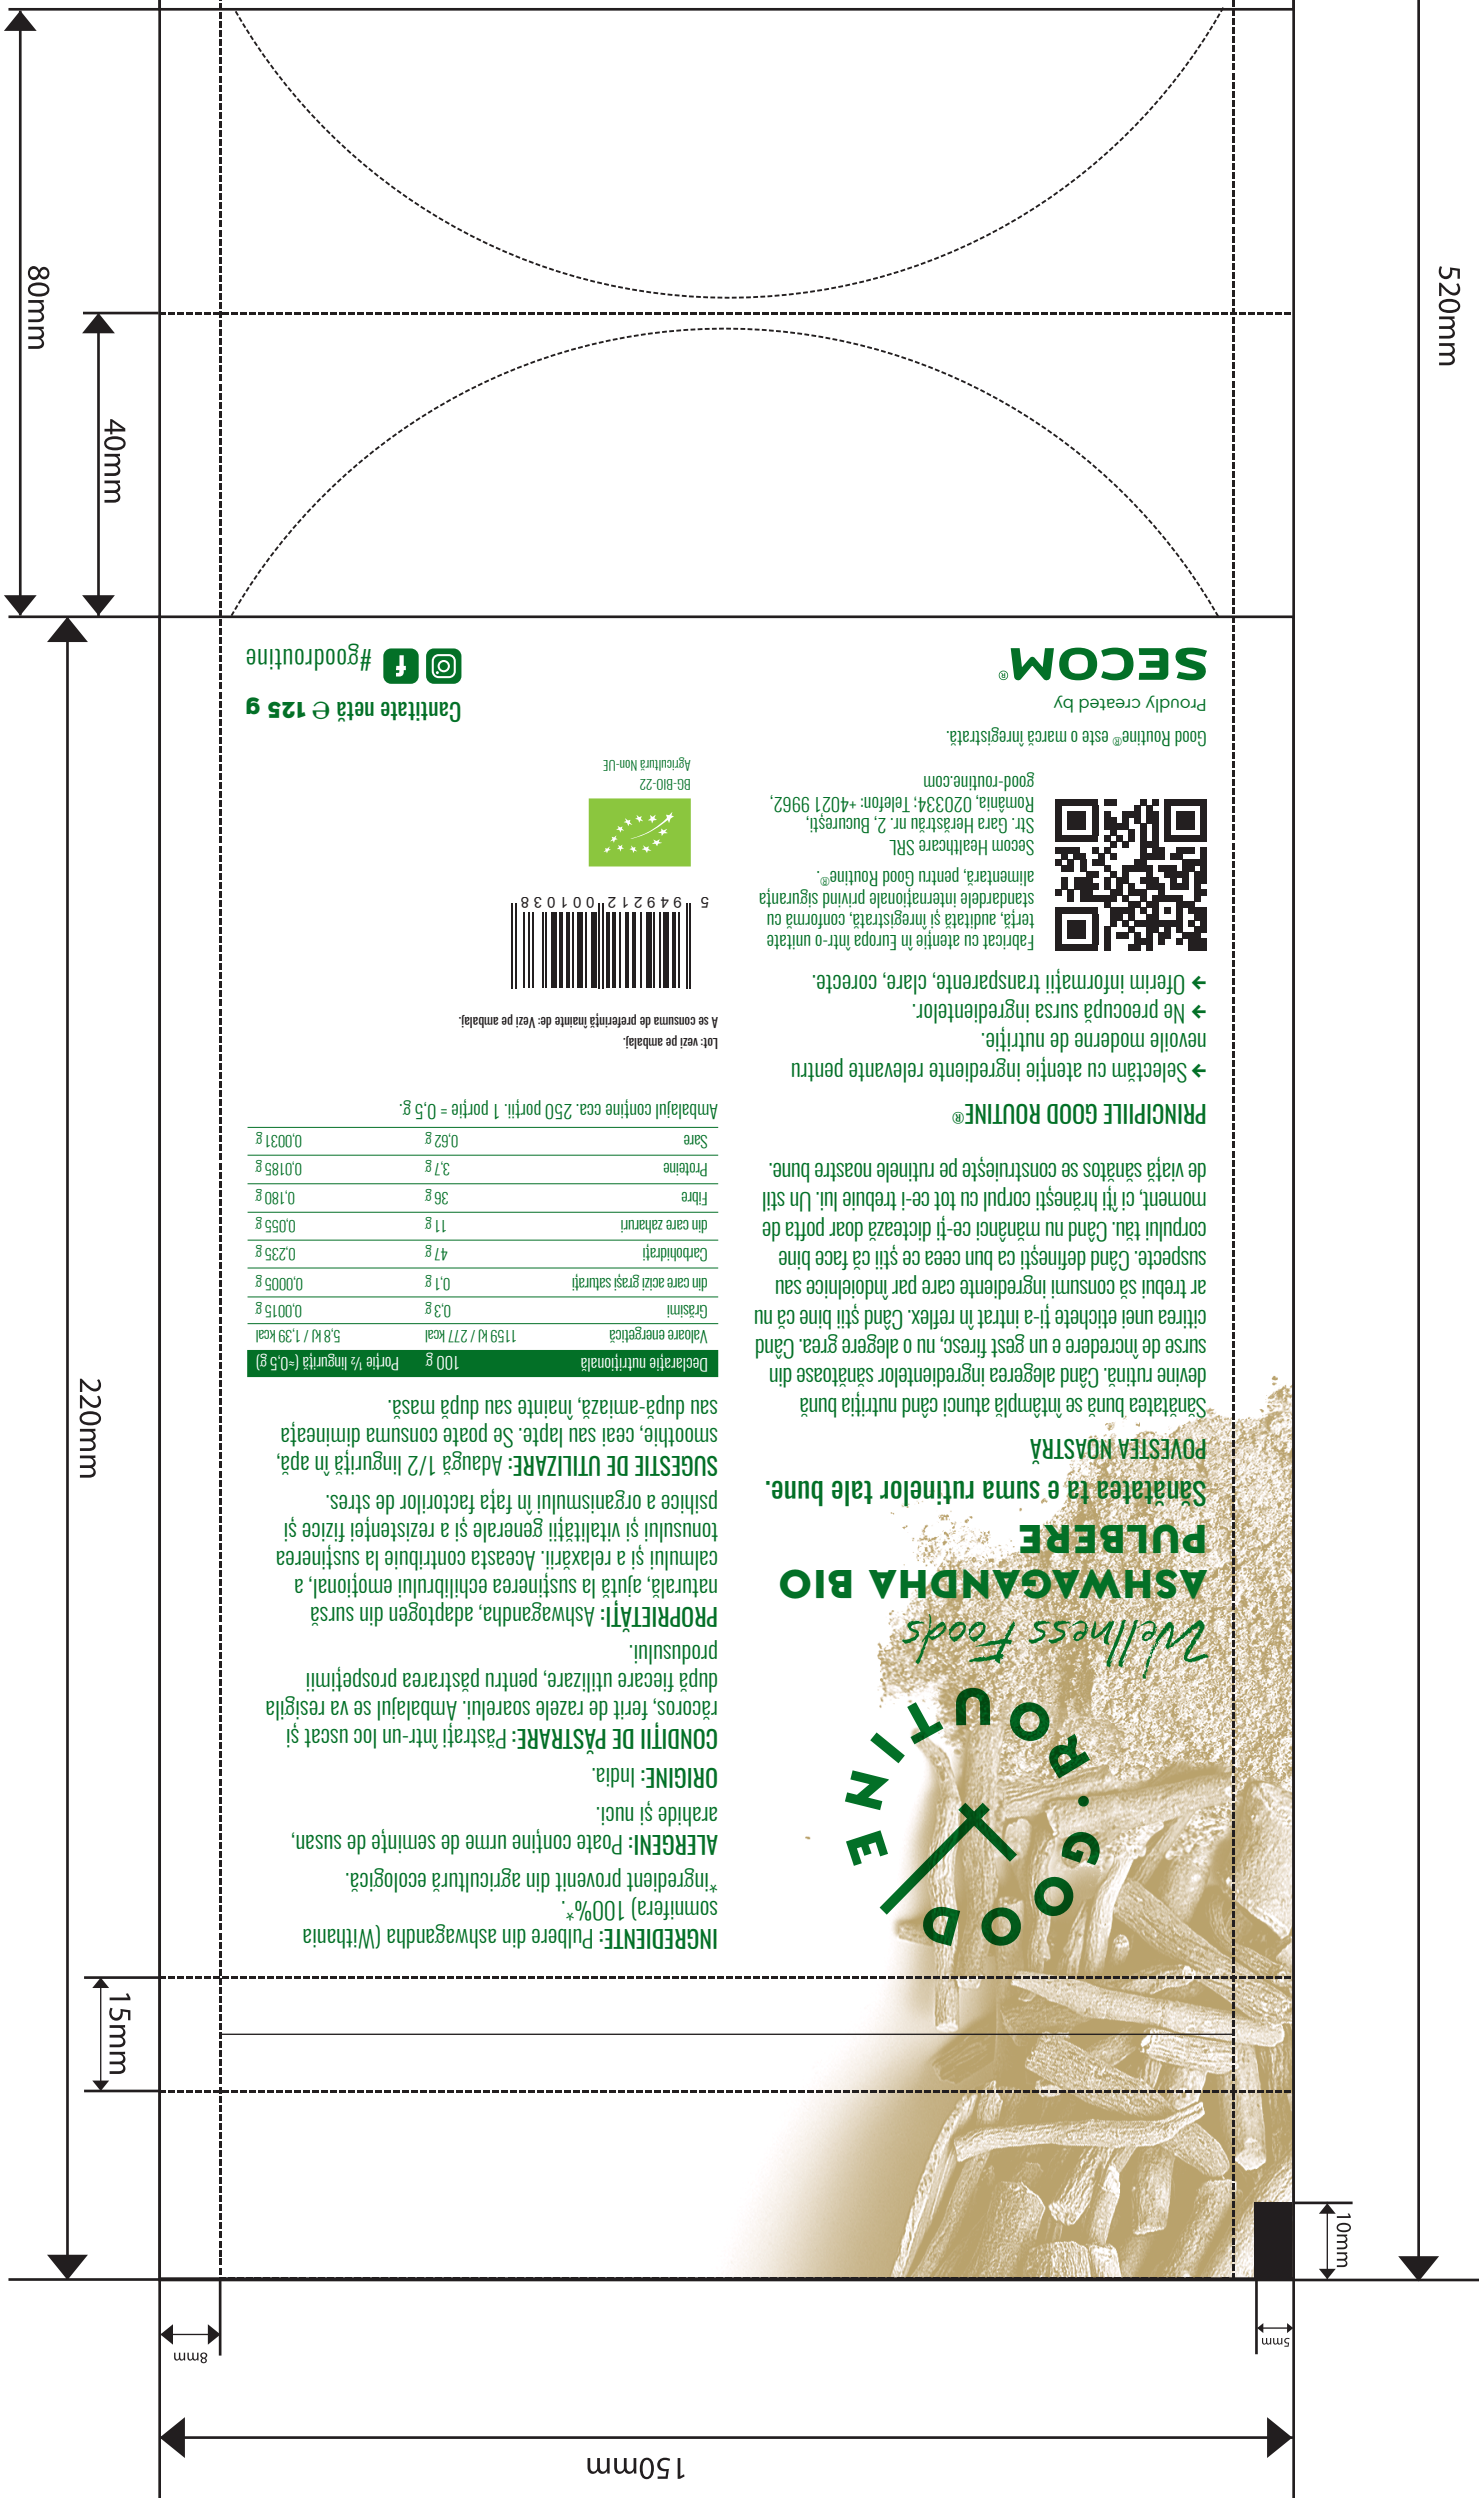 GOOD · ROUTINE
Wellness Foods
ASHWAGANDHA BIO
PULBERE
Sănătatea ta e suma rutinelor tale bune.
POVESTEA NOASTRĂ
Sănătatea bună se întâmplă atunci când nutriția bună
devine rutină. Când alegerea ingredientelor sănătoase din
surse de încredere e un gest firesc, nu o alegere grea. Când
citirea unei etichete ți-a intrat în reflex. Când știi bine că nu
ar trebui să consumi ingrediente care par îndoielnice sau
suspecte. Când definești ca bun ceea ce știi că face bine
corpului tău. Când nu mănânci ce-ți dictează doar pofta de
moment, ci îți hrănești corpul cu tot ce-i trebuie lui. Un stil
de viață sănătos se construiește pe rutinele noastre bune.
PRINCIPIILE GOOD ROUTINE®
→ Selectăm cu atenție ingrediente relevante pentru
nevoile moderne de nutriție.
→ Ne preocupă sursa ingredientelor.
→ Oferim informații transparente, clare, corecte.
Fabricat cu atenție în Europa într-o unitate
terță, auditată și înregistrată, conformă cu
standardele internaționale privind siguranța
alimentară, pentru Good Routine®.
Secom Healthcare SRL
Str. Gara Herăstrău nr. 2, București,
România, 020334; Telefon: +4021 9962,
good-routine.com
Good Routine® este o marcă înregistrată.
Proudly created by
SECOM®
INGREDIENTE: Pulbere din ashwagandha (Withania
somnifera) 100%*.
*ingredient provenit din agricultură ecologică.
ALERGENI: Poate conține urme de semințe de susan,
arahide și nuci.
ORIGINE: India.
CONDIȚII DE PĂSTRARE: Păstrați într-un loc uscat și
răcoros, ferit de razele soarelui. Ambalajul se va resigila
după fiecare utilizare, pentru păstrarea prospețimii
produsului.
PROPRIETĂȚI: Ashwagandha, adaptogen din sursă
naturală, ajută la susținerea echilibrului emoțional, a
calmului și a relaxării. Aceasta contribuie la susținerea
tonusului și vitalității generale și a rezistenței fizice și
psihice a organismului în fața factorilor de stres.
SUGESTIE DE UTILIZARE: Adaugă 1/2 linguriță în apă,
smoothie, ceai sau lapte. Se poate consuma dimineața
sau după-amiază, înainte sau după masă.
Declarație nutrițională 100 g Porție ½ linguriță (≈0,5 g)
Valoare energetică 1159 kJ / 277 kcal 5,8 kJ / 1,39 kcal
Grăsimi 0,3 g 0,0015 g
din care acizi grași saturați 0,1 g 0,0005 g
Carbohidrați 47 g 0,235 g
din care zaharuri 11 g 0,055 g
Fibre 36 g 0,180 g
Proteine 3,7 g 0,0185 g
Sare 0,62 g 0,0031 g
Ambalajul conține cca. 250 porții. 1 porție = 0,5 g.
Lot: vezi pe ambalaj.
A se consuma de preferință înainte de: Vezi pe ambalaj.
5 949212 001038
BG-BIO-22
Agricultură Non-UE
Cantitate netă ℮ 125 g
#goodroutine
80mm
40mm
520mm
220mm
15mm
10mm
8mm
5mm
150mm